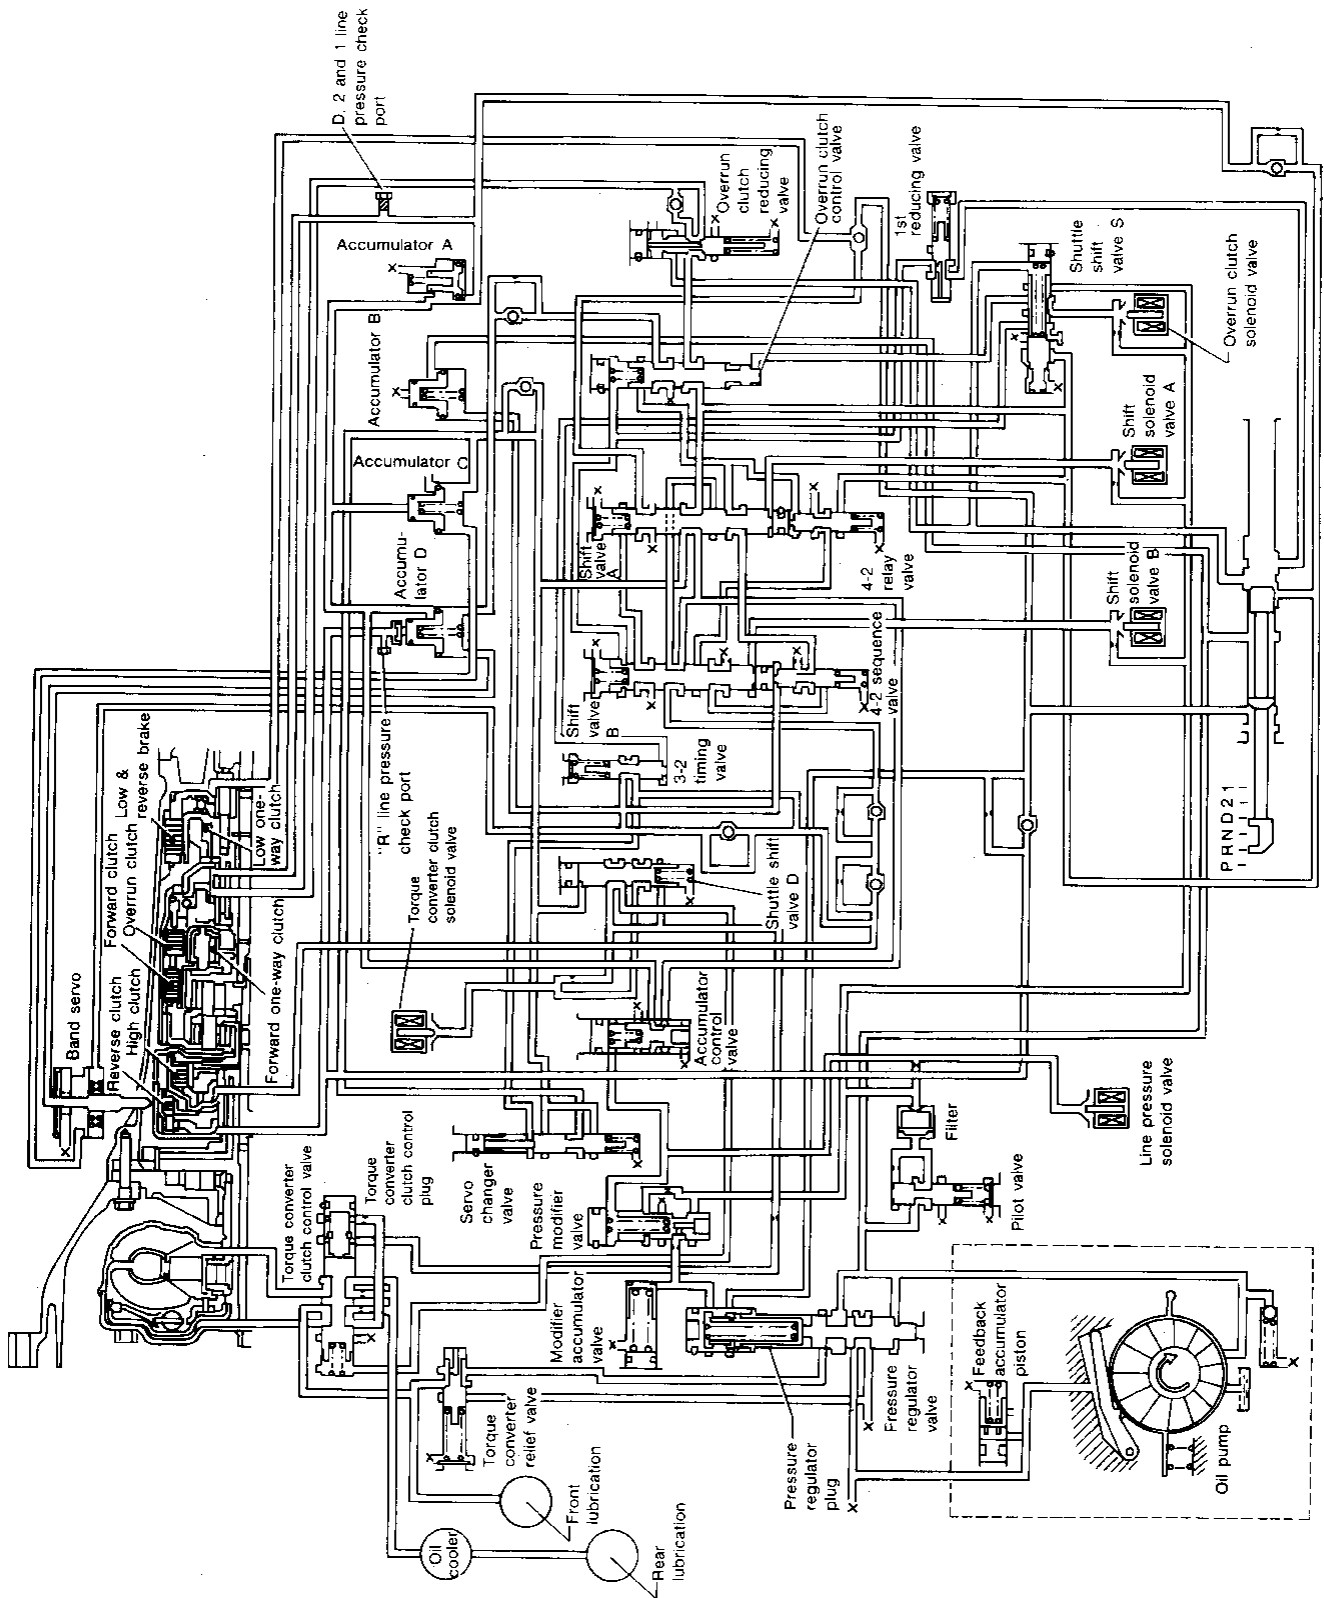 Band servo
Reverse clutch
High clutch
Forward clutch
Overrun clutch
Low &
reverse brake
Low one-
way clutch
Forward one-way clutch
D, 2 and 1 line
pressure check
port
"R" line pressure
check port
Torque
converter clutch
solenoid valve
Torque converter
clutch control valve
Torque
converter
clutch control
plug
Torque
converter
relief valve
Oil
cooler
Front
lubrication
Rear
lubrication
Accumulator A
Accumulator B
Accumulator C
Accumu-
lator D
Servo
changer
valve
Pressure
modifier
valve
Modifier
accumulator
valve
Pressure
regulator
plug
Pressure
regulator
valve
Accumulator
control
valve
Shuttle shift
valve D
3-2
timing
valve
Shift
valve
B
4-2 sequence
valve
Shift
valve
A
4-2
relay
valve
Overrun
clutch
reducing
valve
Overrun clutch
control valve
1st
reducing valve
Shuttle
shift
valve S
Overrun clutch
solenoid valve
Shift
solenoid
valve A
Shift
solenoid
valve B
P R N D 2 1
Filter
Pilot valve
Line pressure
solenoid valve
Feedback
accumulator
piston
Oil pump